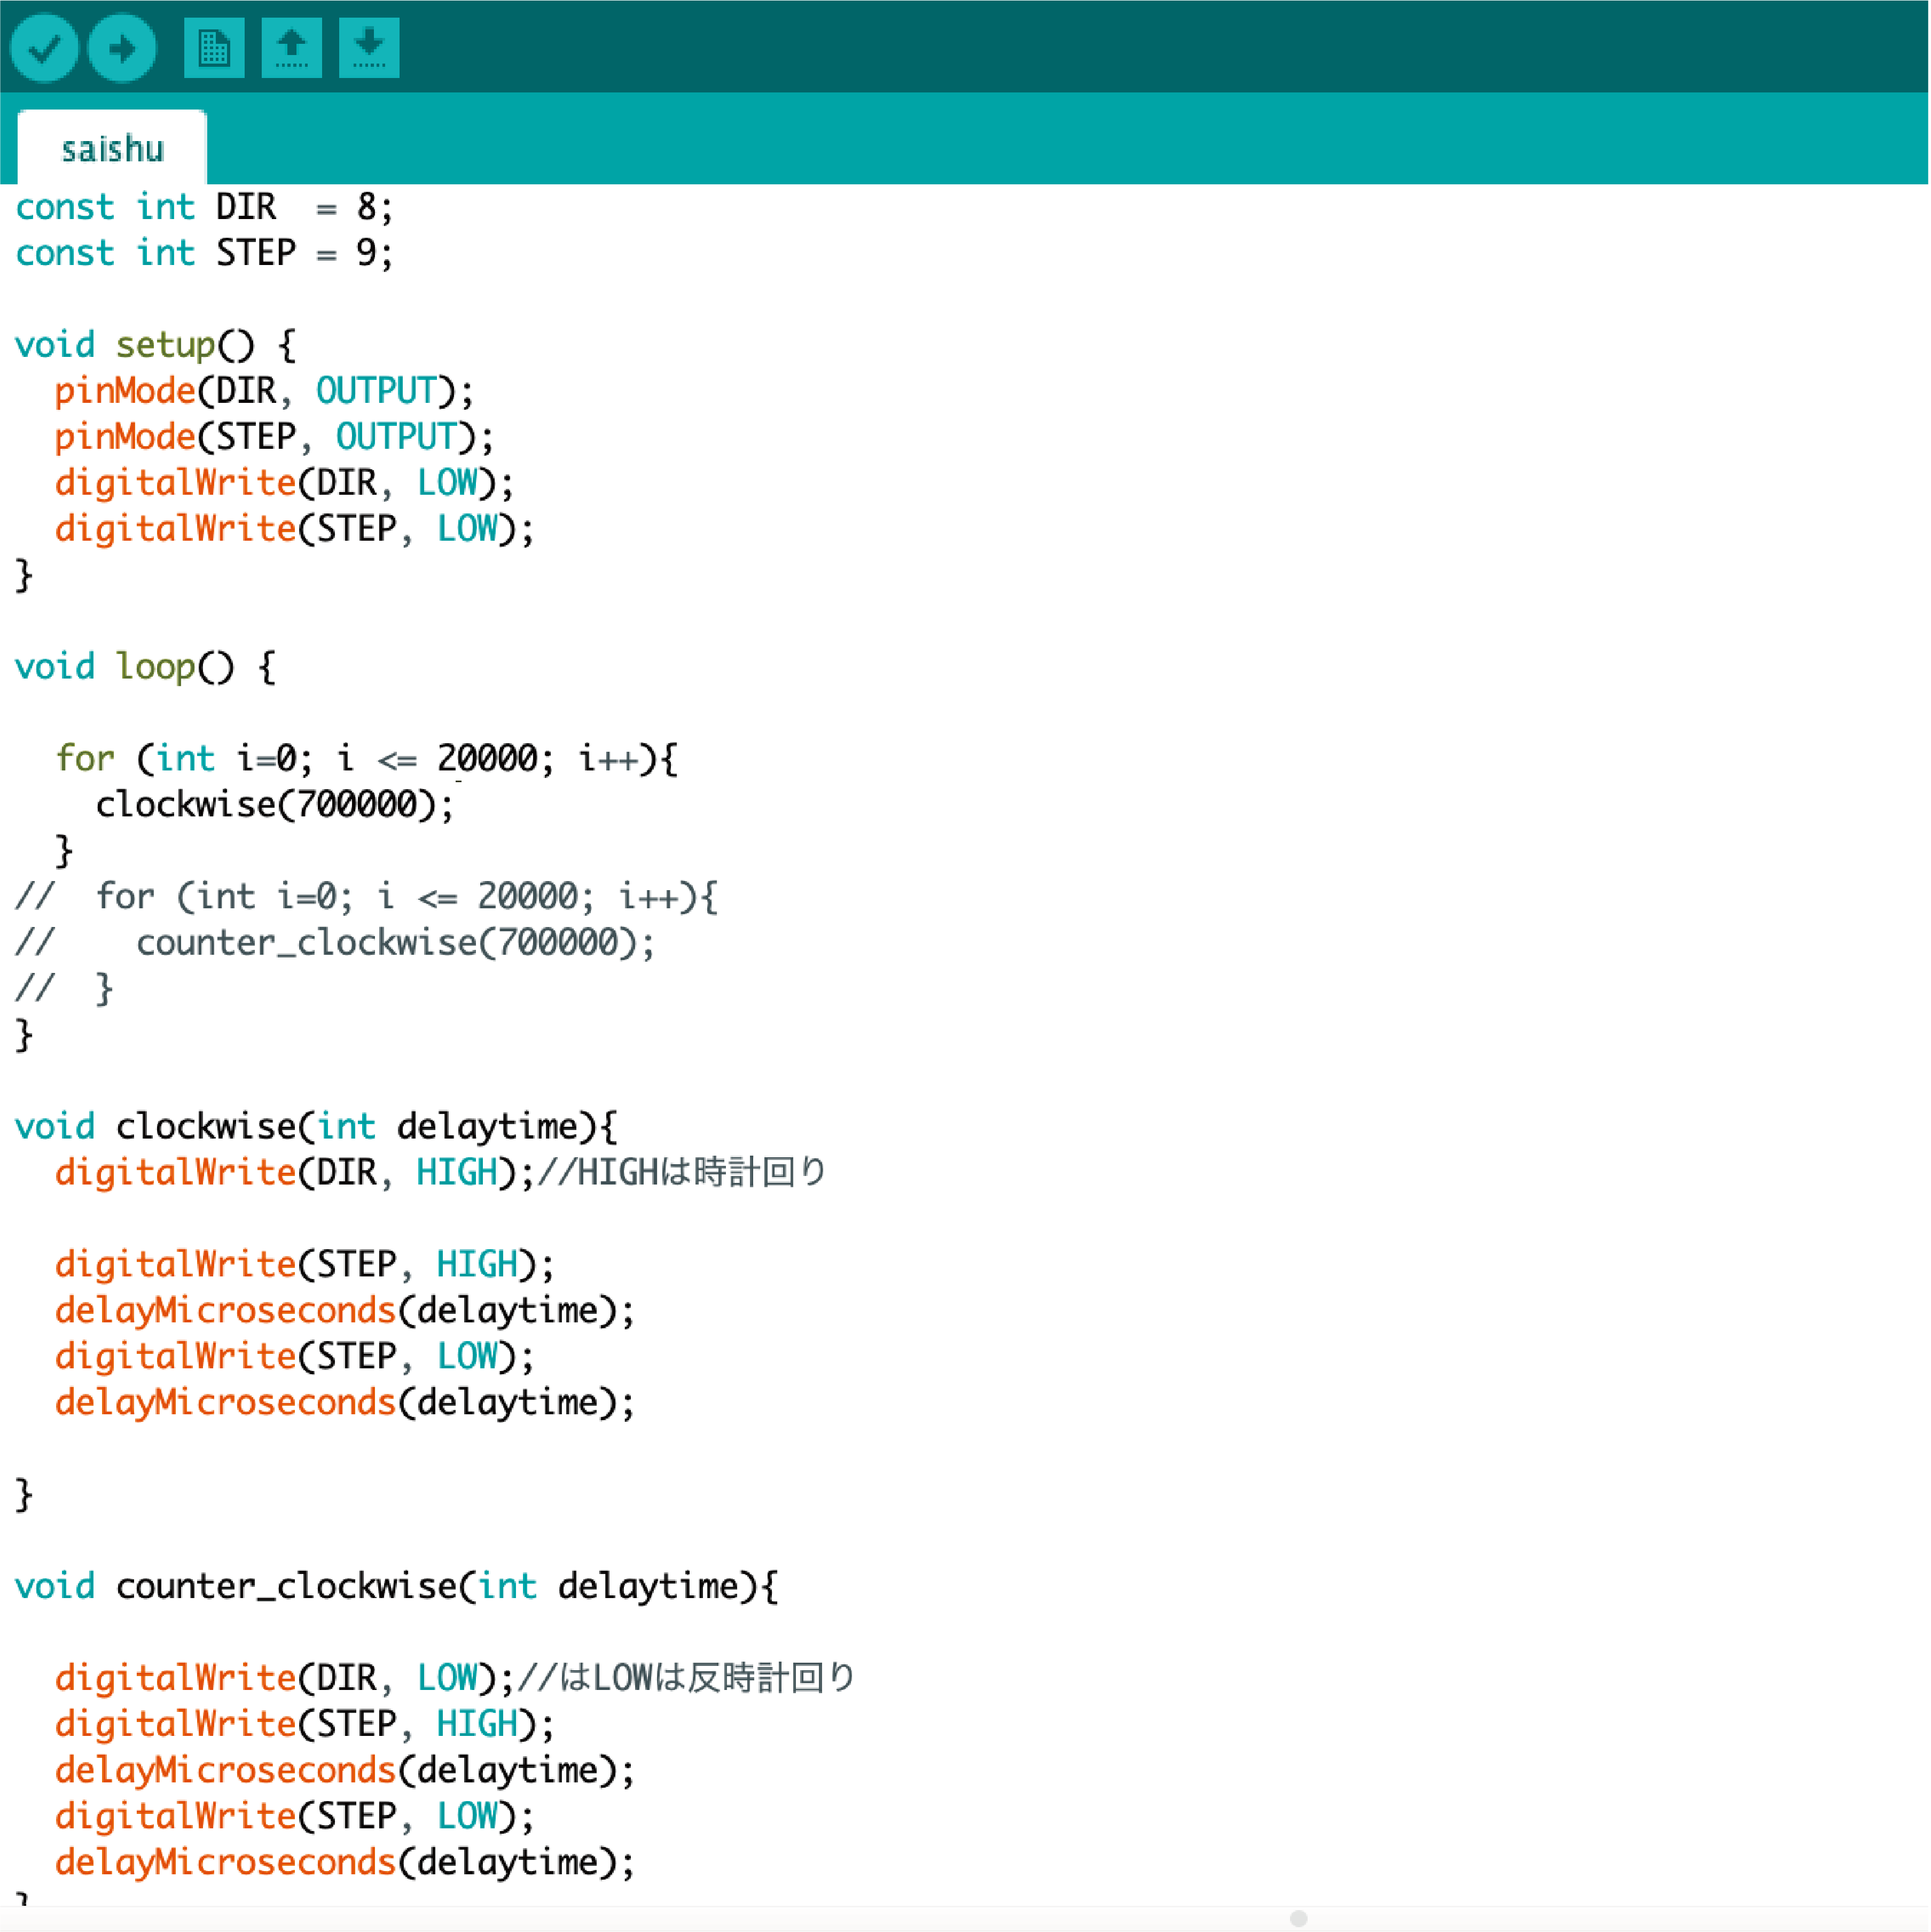 saishu
const int DIR  = 8;
const int STEP = 9;
void setup() {
  pinMode(DIR, OUTPUT);
  pinMode(STEP, OUTPUT);
  digitalWrite(DIR, LOW);
  digitalWrite(STEP, LOW);
}
void loop() {
  for (int i=0; i <= 20000; i++){
    clockwise(700000);
  }
//  for (int i=0; i <= 20000; i++){
//    counter_clockwise(700000);
//  }
}
void clockwise(int delaytime){
  digitalWrite(DIR, HIGH);//HIGHは時計回り
  digitalWrite(STEP, HIGH);
  delayMicroseconds(delaytime);
  digitalWrite(STEP, LOW);
  delayMicroseconds(delaytime);
}
void counter_clockwise(int delaytime){
  digitalWrite(DIR, LOW);//はLOWは反時計回り
  digitalWrite(STEP, HIGH);
  delayMicroseconds(delaytime);
  digitalWrite(STEP, LOW);
  delayMicroseconds(delaytime);
}